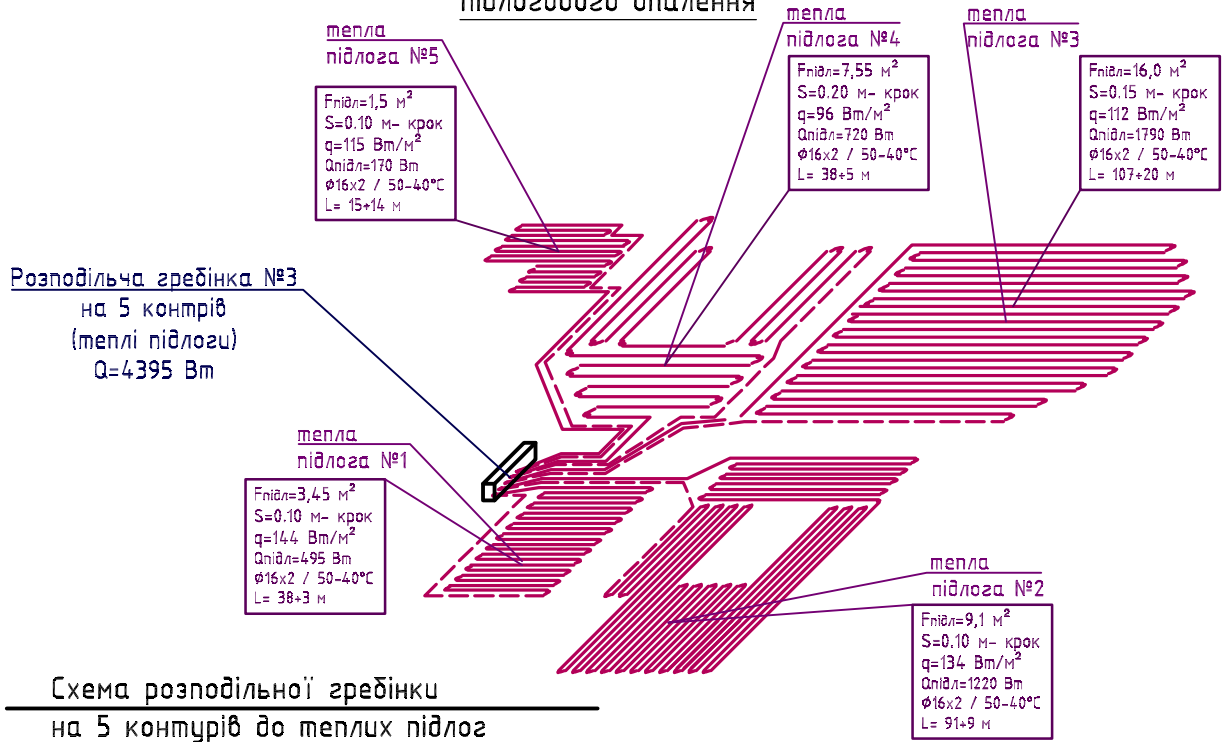 підлогового опалення
тепла
підлога №5
Fпідл=1,5 м²
S=0.10 м- крок
q=115 Вт/м²
Qпідл=170 Вт
Ф16х2 / 50-40°С
L= 15+14 м
тепла
підлога №4
Fпідл=7,55 м²
S=0.20 м- крок
q=96 Вт/м²
Qпідл=720 Вт
Ф16х2 / 50-40°С
L= 38+5 м
тепла
підлога №3
Fпідл=16,0 м²
S=0.15 м- крок
q=112 Вт/м²
Qпідл=1790 Вт
Ф16х2 / 50-40°С
L= 107+20 м
Розподільча гребінка №3
на 5 контрів
(теплі підлоги)
Q=4395 Вт
тепла
підлога №1
Fпідл=3,45 м²
S=0.10 м- крок
q=144 Вт/м²
Qпідл=495 Вт
Ф16х2 / 50-40°С
L= 38+3 м
тепла
підлога №2
Fпідл=9,1 м²
S=0,10 м- крок
q=134 Вт/м²
Qпідл=1220 Вт
Ф16х2 / 50-40°С
L= 91+9 м
Схема розподільної гребінки
на 5 контурів до теплих підлог